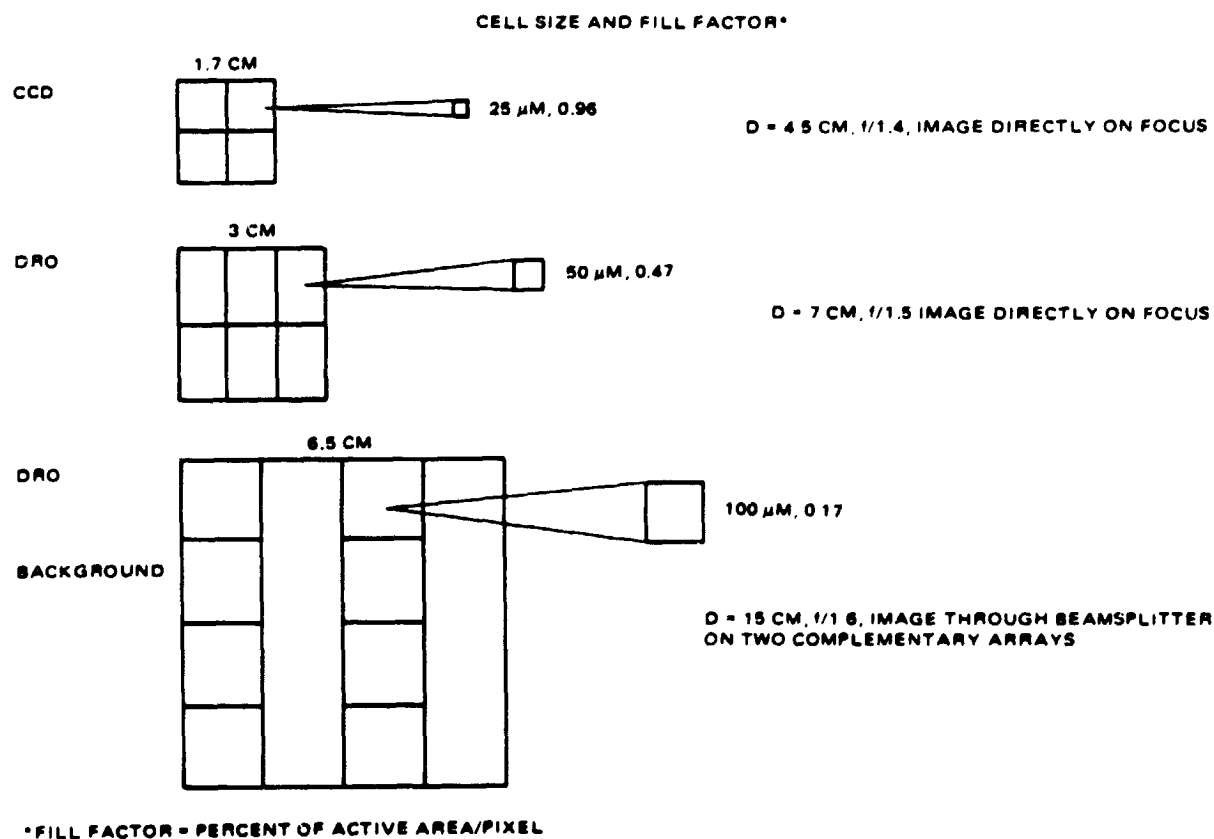 CELL SIZE AND FILL FACTOR*
1.7 CM
CCD
25 μM, 0.96
D = 4.5 CM, f/1.4, IMAGE DIRECTLY ON FOCUS
3 CM
DRO
50 μM, 0.47
D = 7 CM, f/1.5 IMAGE DIRECTLY ON FOCUS
6.5 CM
DRO
100 μM, 0.17
BACKGROUND
D = 15 CM, f/1.6, IMAGE THROUGH BEAMSPLITTER
ON TWO COMPLEMENTARY ARRAYS
*FILL FACTOR = PERCENT OF ACTIVE AREA/PIXEL